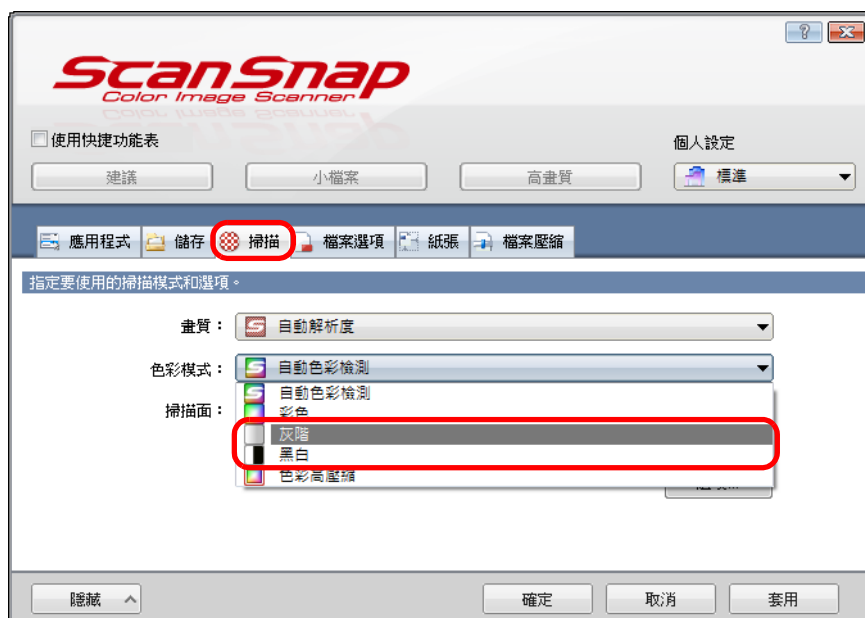 ScanSnap
Color Image Scanner
使用快捷功能表
個人設定
建議 小檔案 高畫質 標準
應用程式 儲存 掃描 檔案選項 紙張 檔案壓縮
指定要使用的掃描模式和選項。
畫質： 自動解析度
色彩模式： 自動色彩檢測
自動色彩檢測
掃描面： 彩色
灰階
黑白
色彩高壓縮
隱藏 確定 取消 套用